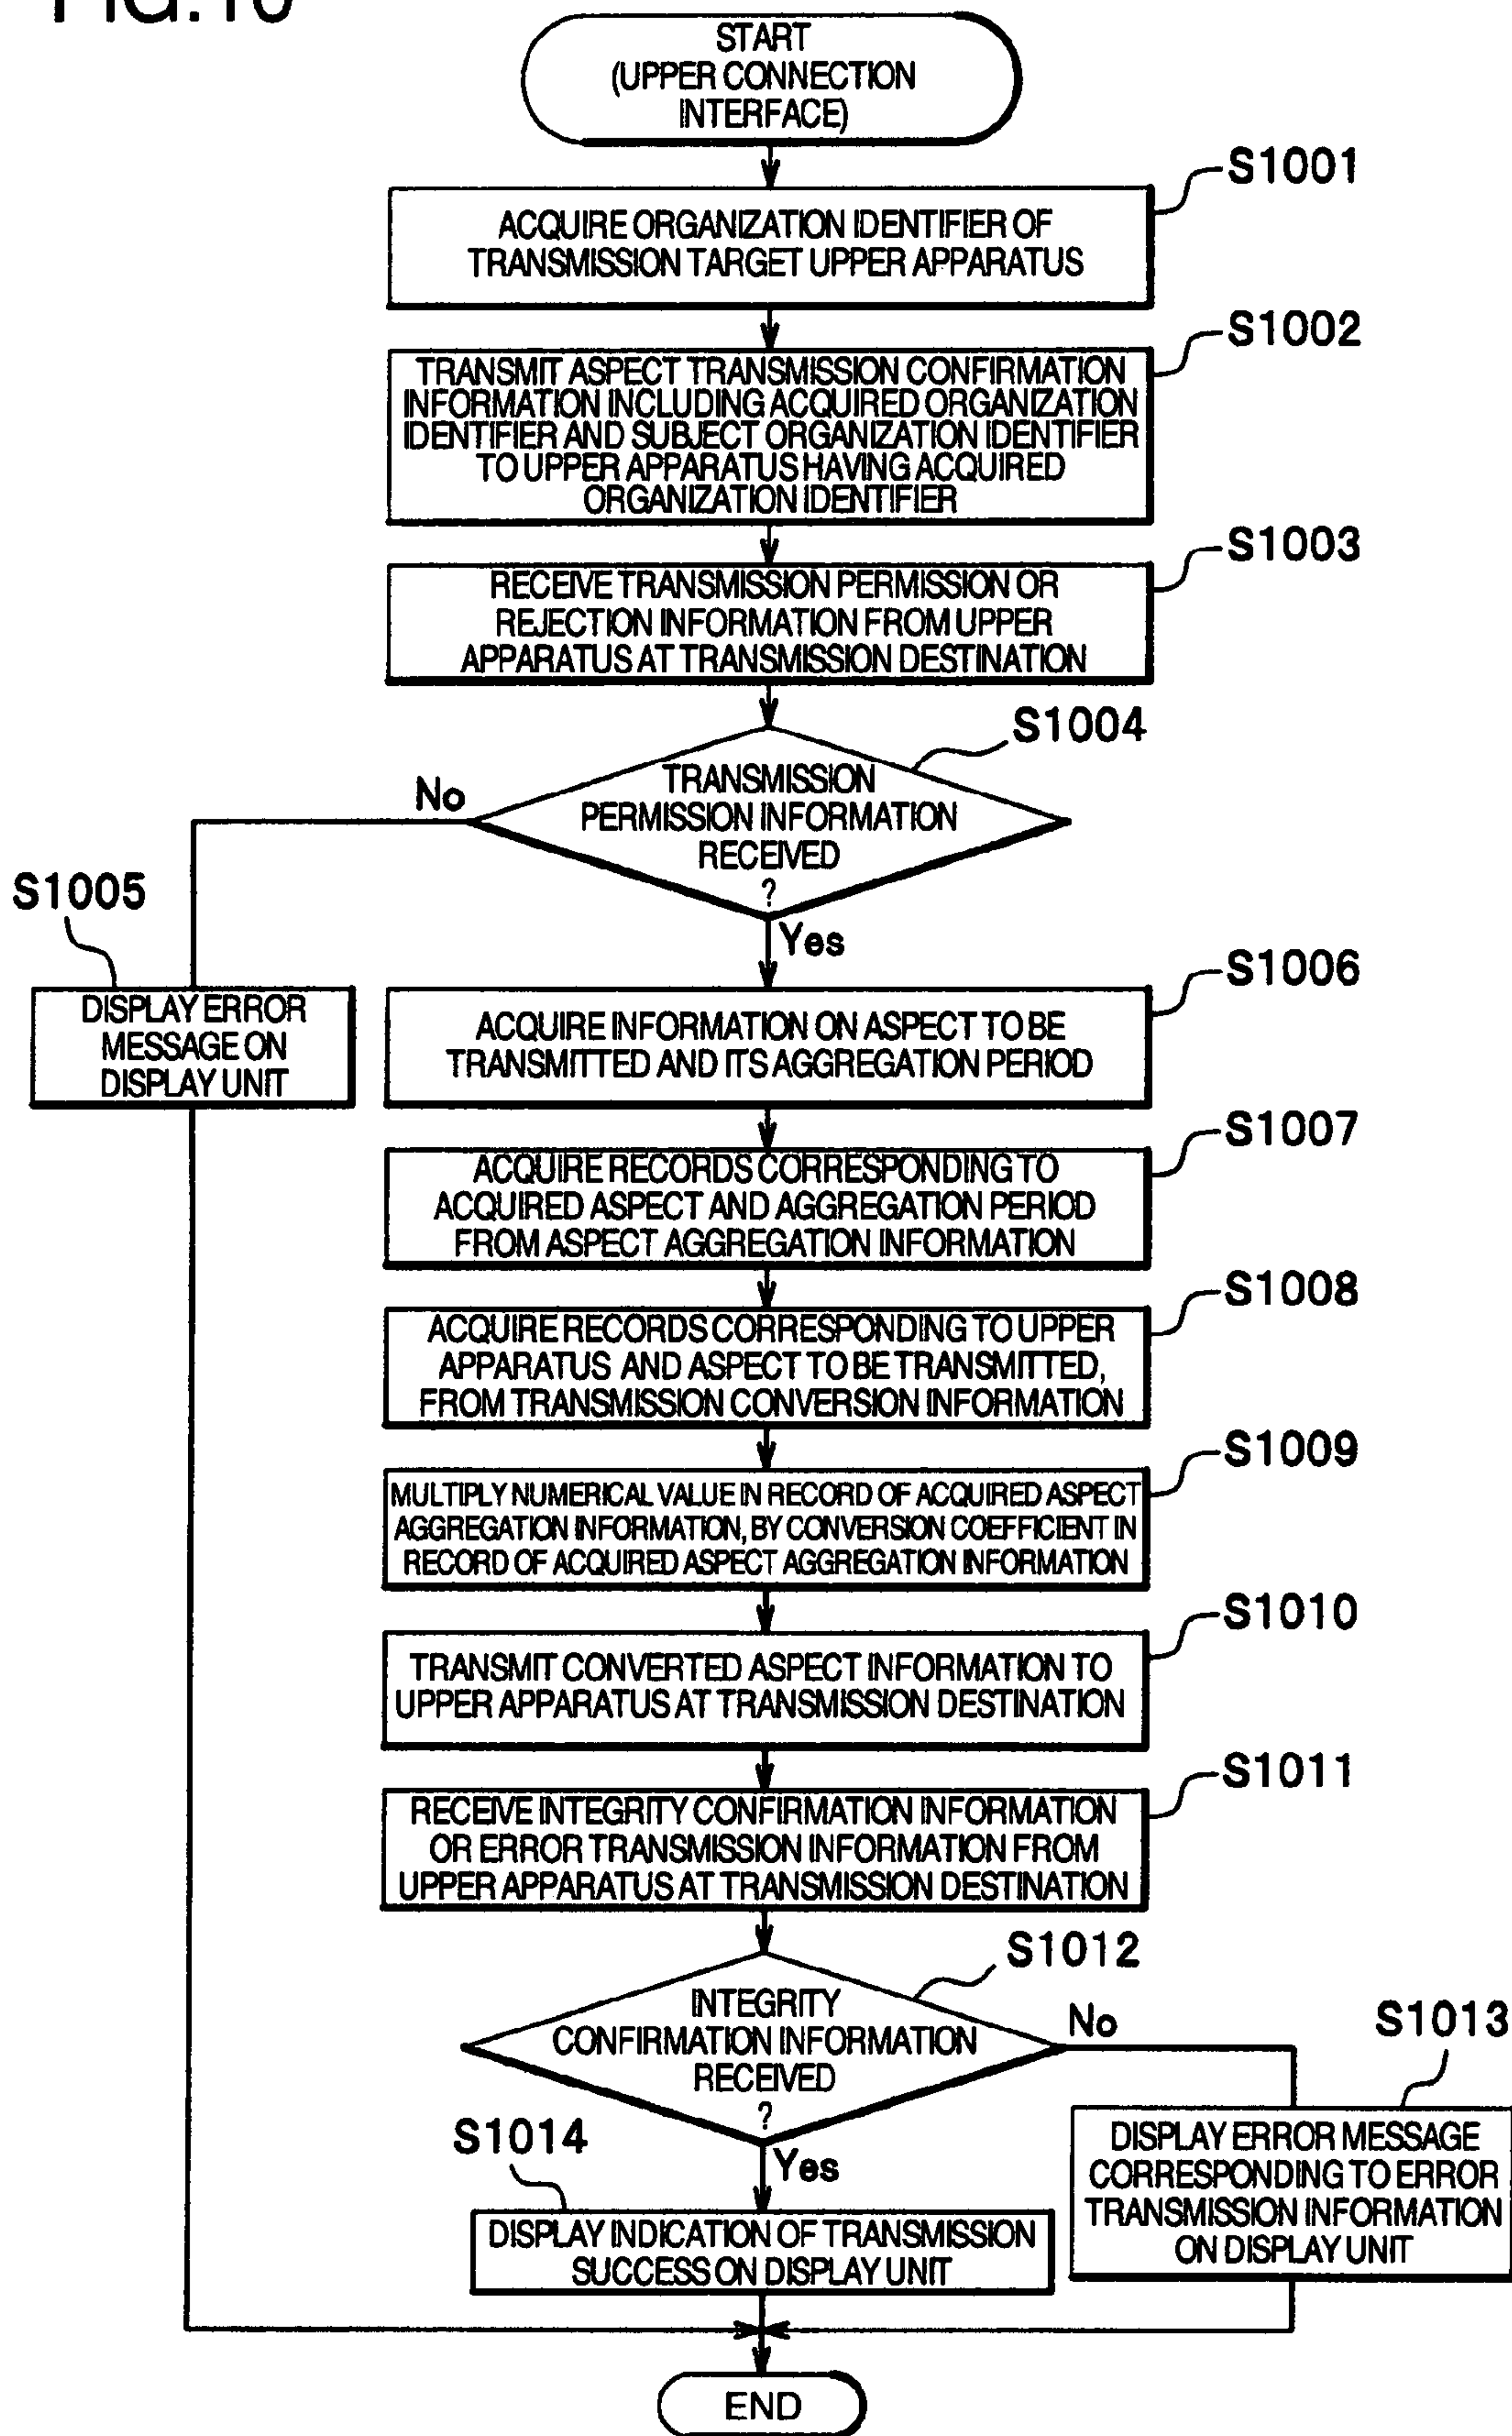 FIG.10
START
(UPPER CONNECTION
INTERFACE)
S1001
ACQUIRE ORGANIZATION IDENTIFIER OF
TRANSMISSION TARGET UPPER APPARATUS
S1002
TRANSMIT ASPECT TRANSMISSION CONFIRMATION
INFORMATION INCLUDING ACQUIRED ORGANIZATION
IDENTIFIER AND SUBJECT ORGANIZATION IDENTIFIER
TO UPPER APPARATUS HAVING ACQUIRED
ORGANIZATION IDENTIFIER
S1003
RECEIVE TRANSMISSION PERMISSION OR
REJECTION INFORMATION FROM UPPER
APPARATUS AT TRANSMISSION DESTINATION
S1004
TRANSMISSION
PERMISSION INFORMATION
RECEIVED
?
No
Yes
S1005
DISPLAY ERROR
MESSAGE ON
DISPLAY UNIT
S1006
ACQUIRE INFORMATION ON ASPECT TO BE
TRANSMITTED AND ITS AGGREGATION PERIOD
S1007
ACQUIRE RECORDS CORRESPONDING TO
ACQUIRED ASPECT AND AGGREGATION PERIOD
FROM ASPECT AGGREGATION INFORMATION
S1008
ACQUIRE RECORDS CORRESPONDING TO UPPER
APPARATUS AND ASPECT TO BE TRANSMITTED,
FROM TRANSMISSION CONVERSION INFORMATION
S1009
MULTIPLY NUMERICAL VALUE IN RECORD OF ACQUIRED ASPECT
AGGREGATION INFORMATION, BY CONVERSION COEFFICIENT IN
RECORD OF ACQUIRED ASPECT AGGREGATION INFORMATION
S1010
TRANSMIT CONVERTED ASPECT INFORMATION TO
UPPER APPARATUS AT TRANSMISSION DESTINATION
S1011
RECEIVE INTEGRITY CONFIRMATION INFORMATION
OR ERROR TRANSMISSION INFORMATION FROM
UPPER APPARATUS AT TRANSMISSION DESTINATION
S1012
INTEGRITY
CONFIRMATION INFORMATION
RECEIVED
?
No
Yes
S1013
DISPLAY ERROR MESSAGE
CORRESPONDING TO ERROR
TRANSMISSION INFORMATION
ON DISPLAY UNIT
S1014
DISPLAY INDICATION OF TRANSMISSION
SUCCESS ON DISPLAY UNIT
END